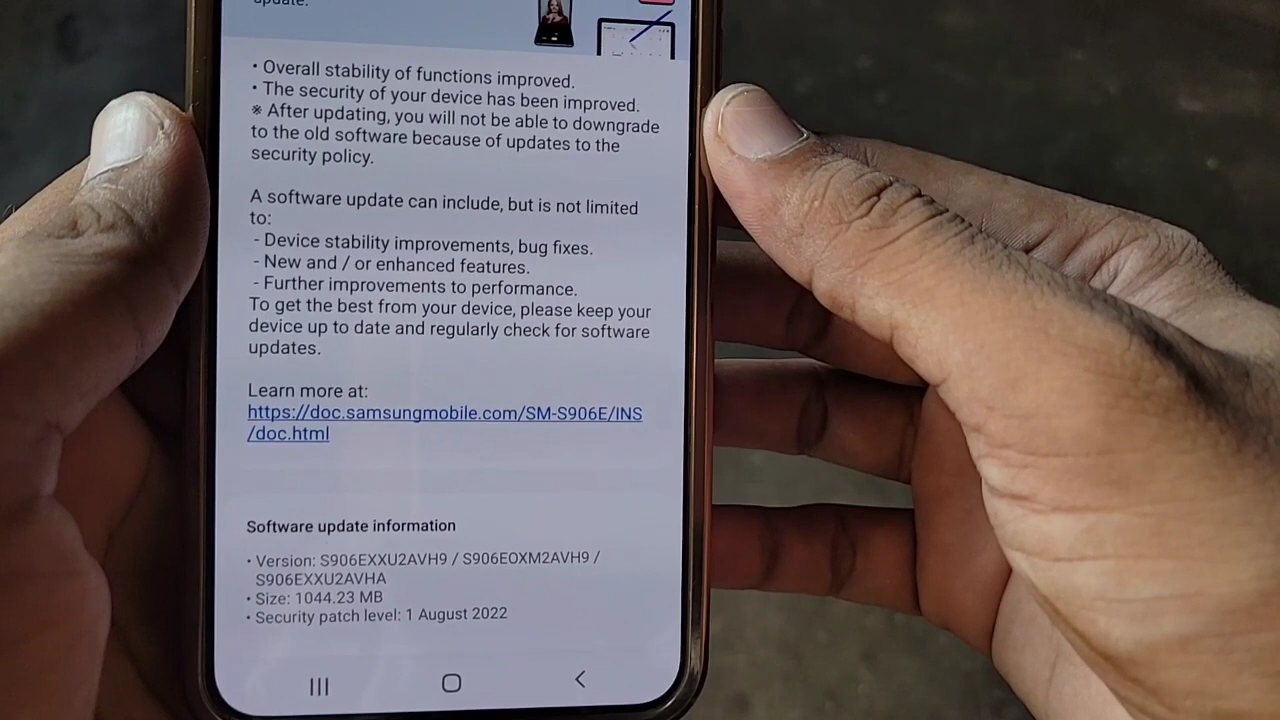 update.
• Overall stability of functions improved.
• The security of your device has been improved.
※ After updating, you will not be able to downgrade
to the old software because of updates to the
security policy.
A software update can include, but is not limited
to:
- Device stability improvements, bug fixes.
- New and / or enhanced features.
- Further improvements to performance.
To get the best from your device, please keep your
device up to date and regularly check for software
updates.
Learn more at:
https://doc.samsungmobile.com/SM-S906E/INS
/doc.html
Software update information
• Version: S906EXXU2AVH9 / S906EOXM2AVH9 /
S906EXXU2AVHA
• Size: 1044.23 MB
• Security patch level: 1 August 2022